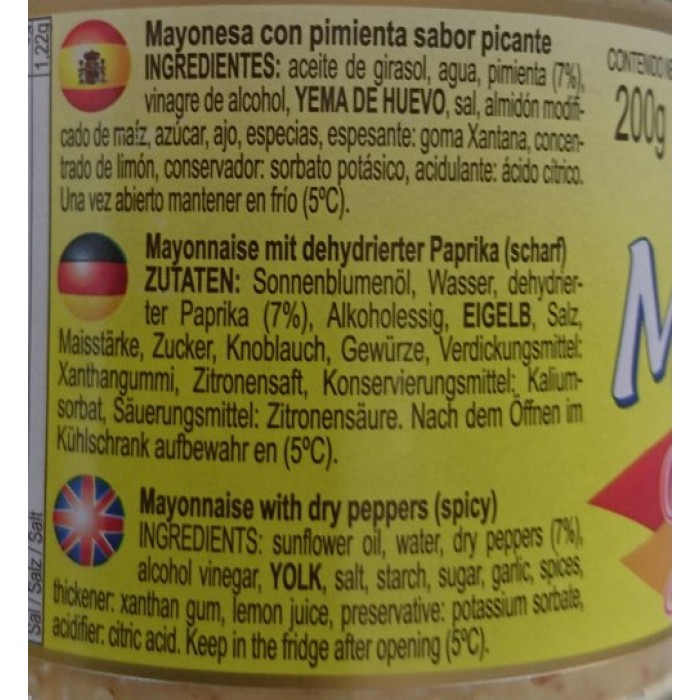 1,22g
Sal / Salz / Salt
Mayonesa con pimienta sabor picante
INGREDIENTES: aceite de girasol, agua, pimienta (7%),
vinagre de alcohol, YEMA DE HUEVO, sal, almidón modifi-
cado de maíz, azúcar, ajo, especias, espesante: goma Xantana, concen-
trado de limón, conservador: sorbato potásico, acidulante: ácido cítrico.
Una vez abierto mantener en frío (5ºC).
Mayonnaise mit dehydrierter Paprika (scharf)
ZUTATEN: Sonnenblumenöl, Wasser, dehydrier-
ter Paprika (7%), Alkoholessig, EIGELB, Salz,
Maisstärke, Zucker, Knoblauch, Gewürze, Verdickungsmittel:
Xanthangummi, Zitronensaft, Konservierungsmittel: Kalium-
sorbat, Säuerungsmittel: Zitronensäure. Nach dem Öffnen im
Kühlschrank aufbewahr en (5ºC).
Mayonnaise with dry peppers (spicy)
INGREDIENTS: sunflower oil, water, dry peppers (7%),
alcohol vinegar, YOLK, salt, starch, sugar, garlic, spices,
thickener: xanthan gum, lemon juice, preservative: potassium sorbate,
acidifier: citric acid. Keep in the fridge after opening (5ºC).
CONTENIDO
200g
M